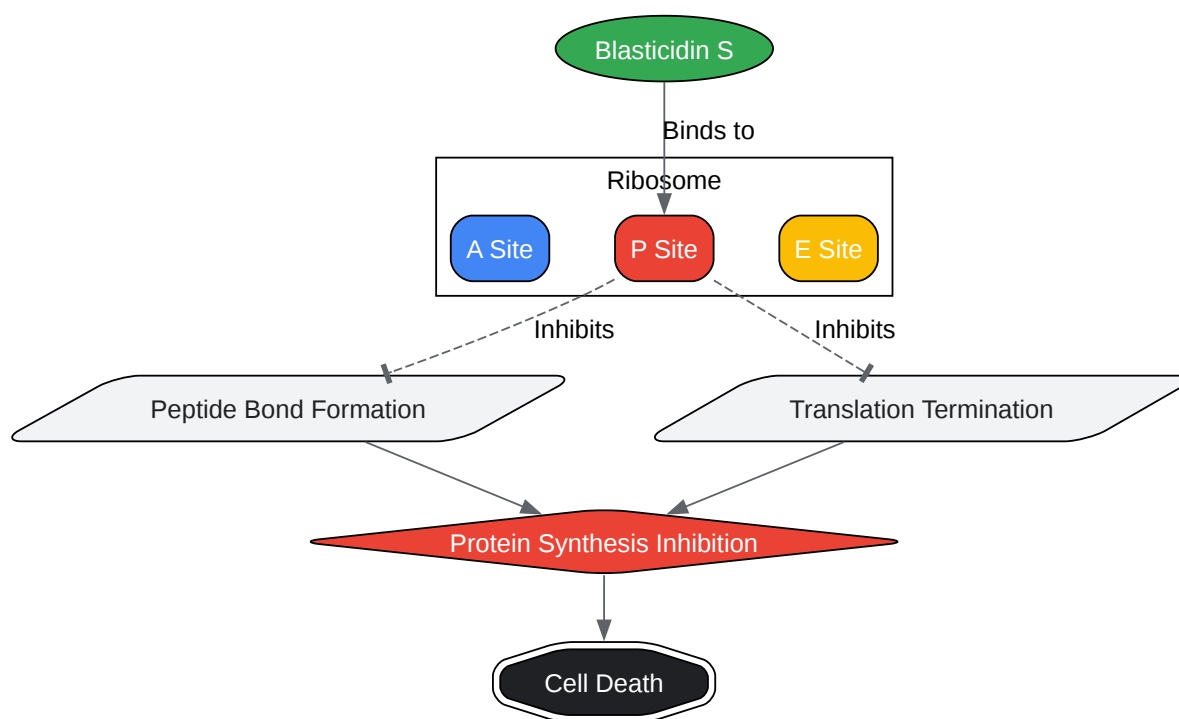 Blasticidin S
Binds to
Ribosome
A Site
P Site
E Site
Inhibits
Inhibits
Peptide Bond Formation
Translation Termination
Protein Synthesis Inhibition
Cell Death